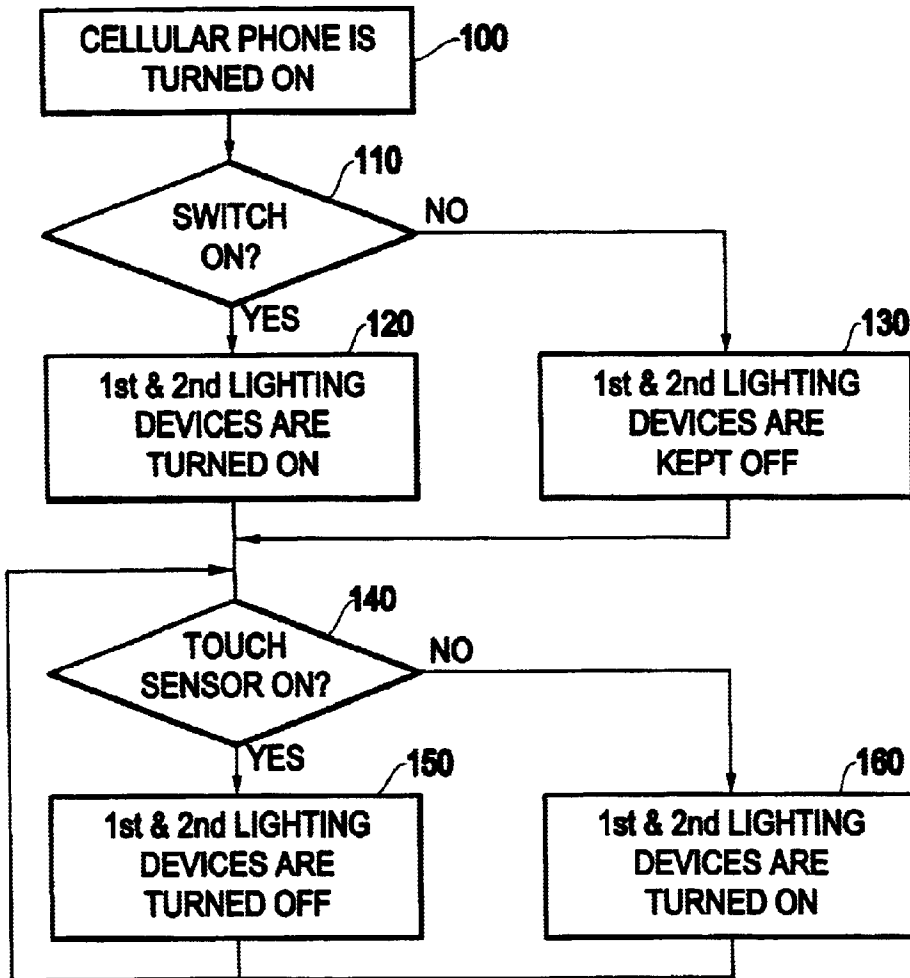 CELLULAR PHONE IS
TURNED ON
100
110
SWITCH
ON?
NO
YES
120
130
1st & 2nd LIGHTING
DEVICES ARE
TURNED ON
1st & 2nd LIGHTING
DEVICES ARE
KEPT OFF
140
TOUCH
SENSOR ON?
NO
YES
150
160
1st & 2nd LIGHTING
DEVICES ARE
TURNED OFF
1st & 2nd LIGHTING
DEVICES ARE
TURNED ON